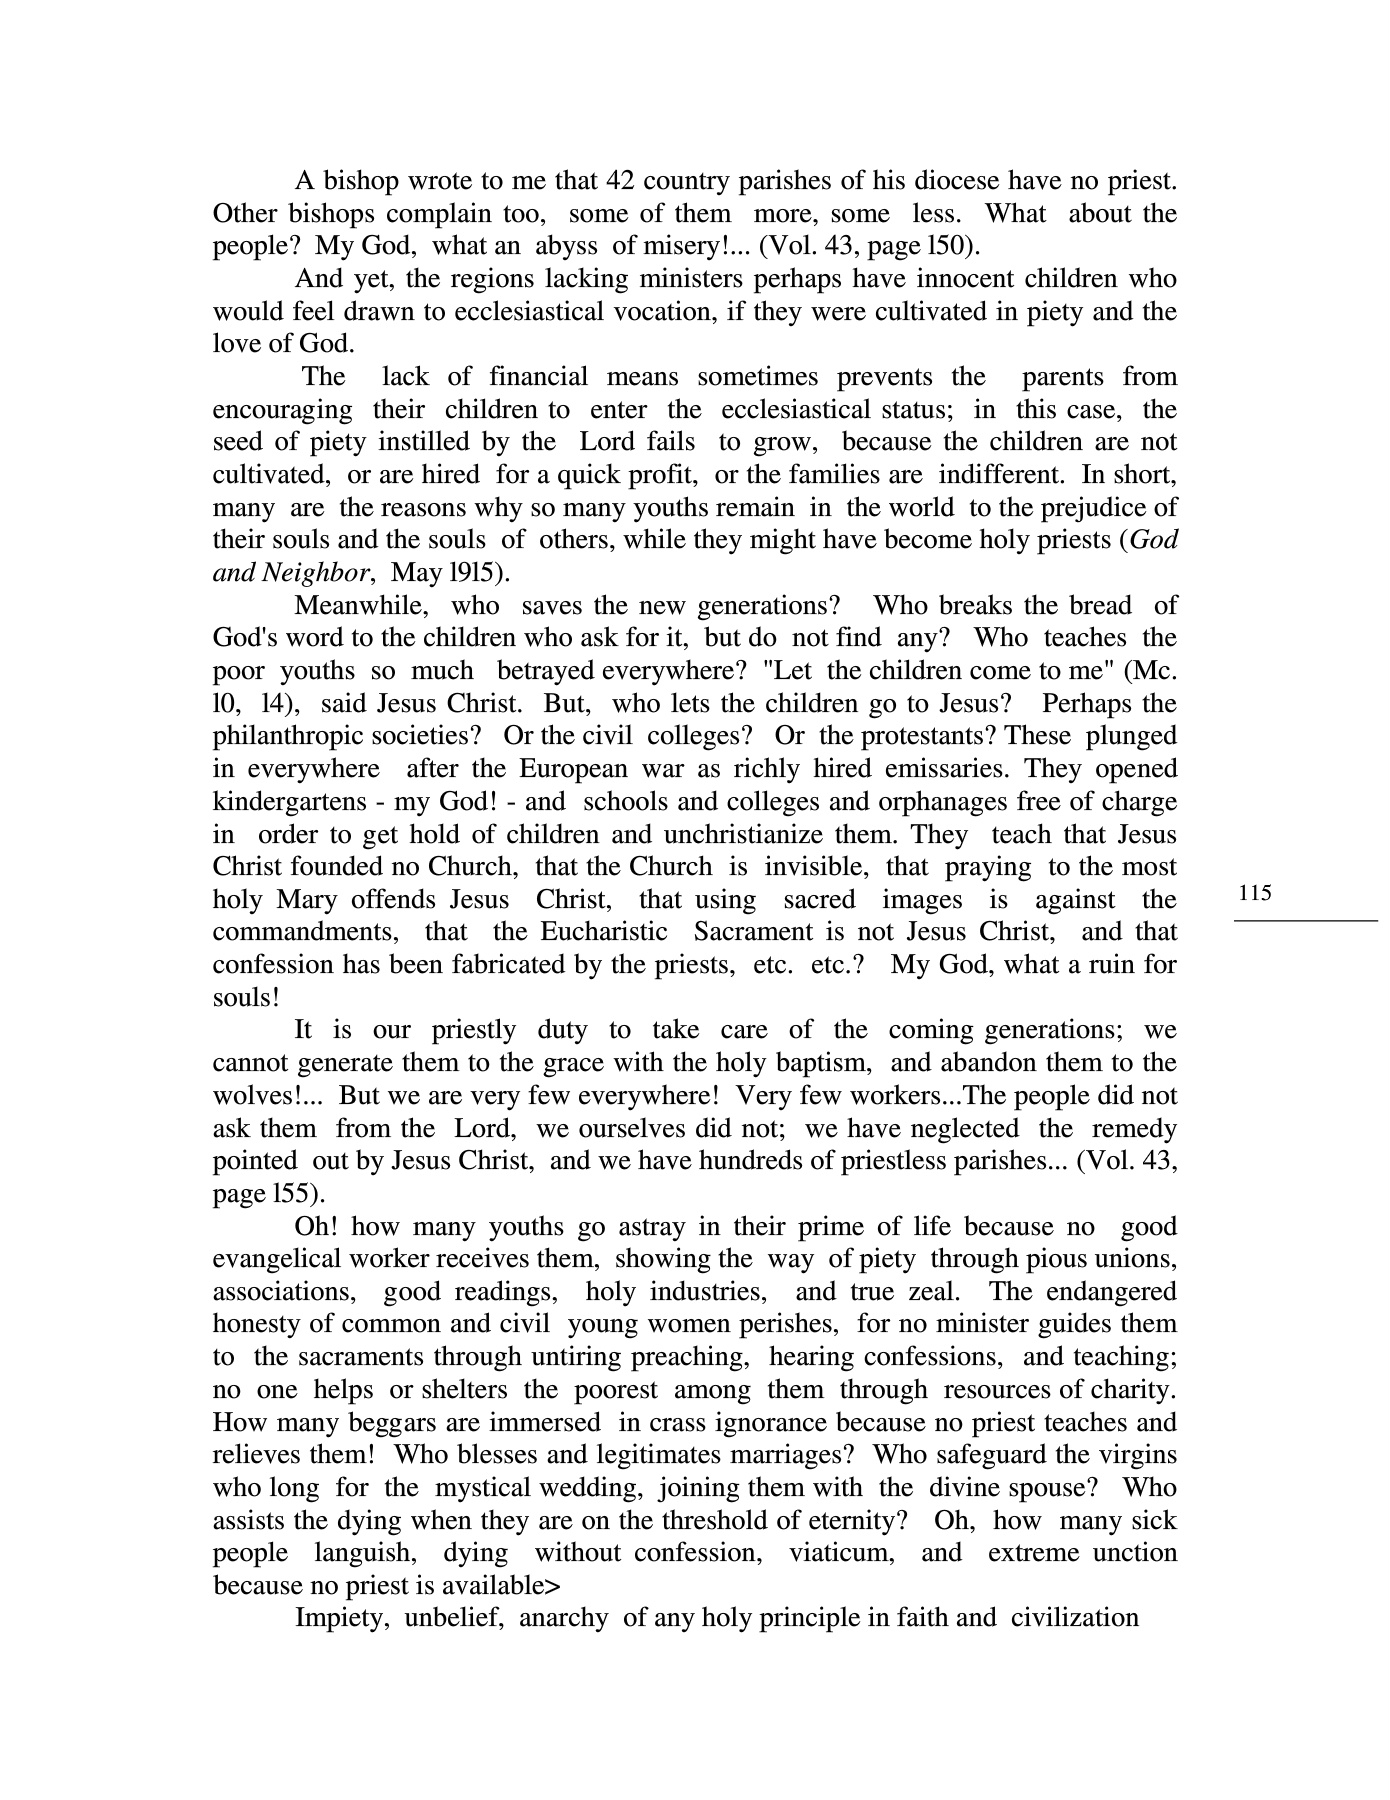 A bishop wrote to me that 42 country parishes of his diocese have no priest.
Other bishops complain too, some of them more, some less. What about the
people? My God, what an abyss of misery!... (Vol. 43, page l50).
And yet, the regions lacking ministers perhaps have innocent children who
would feel drawn to ecclesiastical vocation, if they were cultivated in piety and the
love of God.
The lack of financial means sometimes prevents the parents from
encouraging their children to enter the ecclesiastical status; in this case, the
seed of piety instilled by the Lord fails to grow, because the children are not
cultivated, or are hired for a quick profit, or the families are indifferent. In short,
many are the reasons why so many youths remain in the world to the prejudice of
their souls and the souls of others, while they might have become holy priests (God
and Neighbor, May l9l5).
Meanwhile, who saves the new generations? Who breaks the bread of
God's word to the children who ask for it, but do not find any? Who teaches the
poor youths so much betrayed everywhere? "Let the children come to me" (Mc.
l0, l4), said Jesus Christ. But, who lets the children go to Jesus? Perhaps the
philanthropic societies? Or the civil colleges? Or the protestants? These plunged
in everywhere after the European war as richly hired emissaries. They opened
kindergartens - my God! - and schools and colleges and orphanages free of charge
in order to get hold of children and unchristianize them. They teach that Jesus
Christ founded no Church, that the Church is invisible, that praying to the most
holy Mary offends Jesus Christ, that using sacred images is against the
commandments, that the Eucharistic Sacrament is not Jesus Christ, and that
confession has been fabricated by the priests, etc. etc.? My God, what a ruin for
souls!
It is our priestly duty to take care of the coming generations; we
cannot generate them to the grace with the holy baptism, and abandon them to the
wolves!... But we are very few everywhere! Very few workers...The people did not
ask them from the Lord, we ourselves did not; we have neglected the remedy
pointed out by Jesus Christ, and we have hundreds of priestless parishes... (Vol. 43,
page l55).
Oh! how many youths go astray in their prime of life because no good
evangelical worker receives them, showing the way of piety through pious unions,
associations, good readings, holy industries, and true zeal. The endangered
honesty of common and civil young women perishes, for no minister guides them
to the sacraments through untiring preaching, hearing confessions, and teaching;
no one helps or shelters the poorest among them through resources of charity.
How many beggars are immersed in crass ignorance because no priest teaches and
relieves them! Who blesses and legitimates marriages? Who safeguard the virgins
who long for the mystical wedding, joining them with the divine spouse? Who
assists the dying when they are on the threshold of eternity? Oh, how many sick
people languish, dying without confession, viaticum, and extreme unction
because no priest is available>
Impiety, unbelief, anarchy of any holy principle in faith and civilization
115